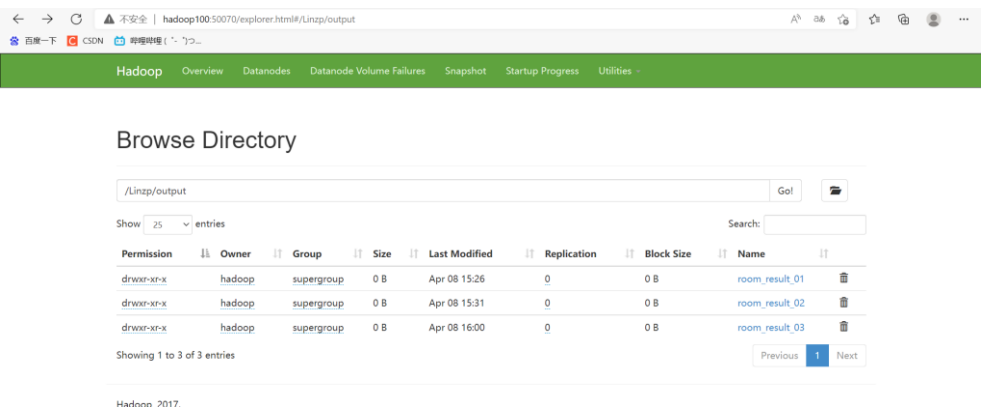 不安全 | hadoop100:50070/explorer.html#/Linzp/output
百度一下 CSDN 哔哩哔哩 ( ゜- ゜)つ...
Hadoop Overview Datanodes Datanode Volume Failures Snapshot Startup Progress Utilities
Browse Directory
/Linzp/output Go!
Show 25 entries Search:
Permission Owner Group Size Last Modified Replication Block Size Name
drwxr-xr-x hadoop supergroup 0 B Apr 08 15:26 0 0 B room_result_01
drwxr-xr-x hadoop supergroup 0 B Apr 08 15:31 0 0 B room_result_02
drwxr-xr-x hadoop supergroup 0 B Apr 08 16:00 0 0 B room_result_03
Showing 1 to 3 of 3 entries Previous 1 Next
Hadoop, 2017.